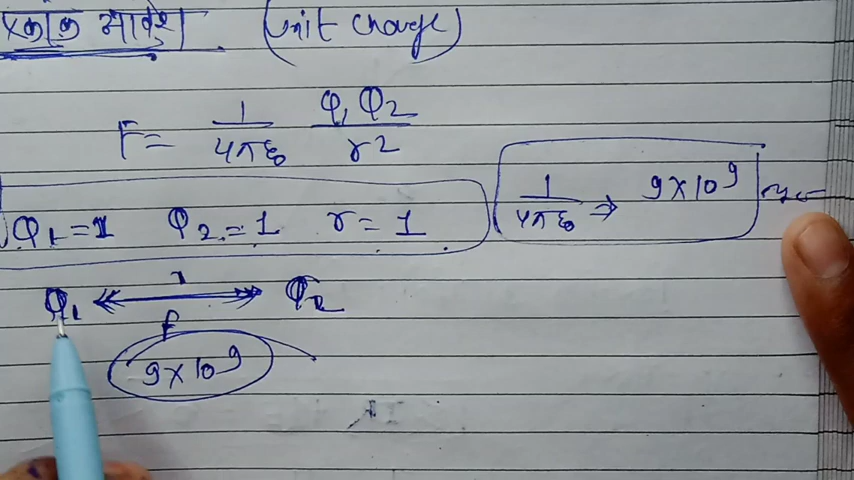 एकांक आवेश (Unit charge)
F = 1/4πε₀ Q₁Q₂/r²
Q₁ = 1 Q₂ = 1 r = 1
1/4πε₀ ⇒ 9×10⁹
Q₁ ↔ Q₂
r
F
9×10⁹